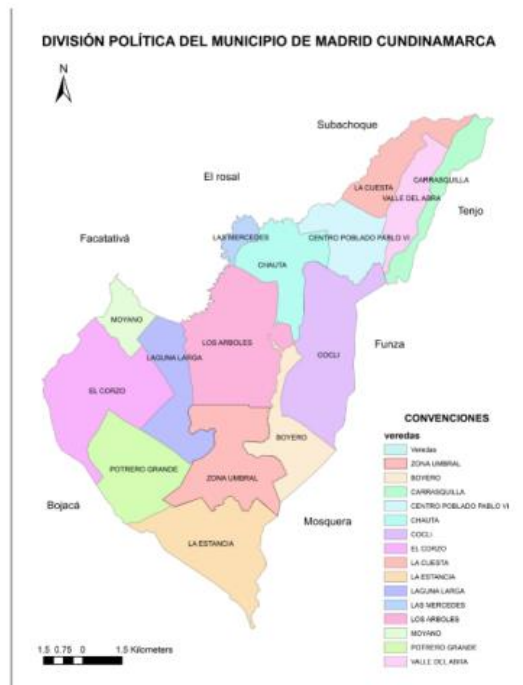 DIVISIÓN POLÍTICA DEL MUNICIPIO DE MADRID CUNDINAMARCA
N
Subachoque
El rosal
CARRASQUILLA
LA CUESTA
VALLE DEL ABRA
Tenjo
Facatativá
LAS MERCEDES
CENTRO POBLADO PABLO VI
CHAUTA
MOYANO
LOS ARBOLES
Funza
LAGUNA LARGA
COCLI
EL CORZO
BOYERO
POTRERO GRANDE
ZONA UMBRAL
Bojacá
Mosquera
LA ESTANCIA
1.5 0.75 0 1.5 Kilometers
CONVENCIONES
veredas
Veredas
ZONA UMBRAL
BOYERO
CARRASQUILLA
CENTRO POBLADO PABLO VI
CHAUTA
COCLI
EL CORZO
LA CUESTA
LA ESTANCIA
LAGUNA LARGA
LAS MERCEDES
LOS ARBOLES
MOYANO
POTRERO GRANDE
VALLE DEL ABRA